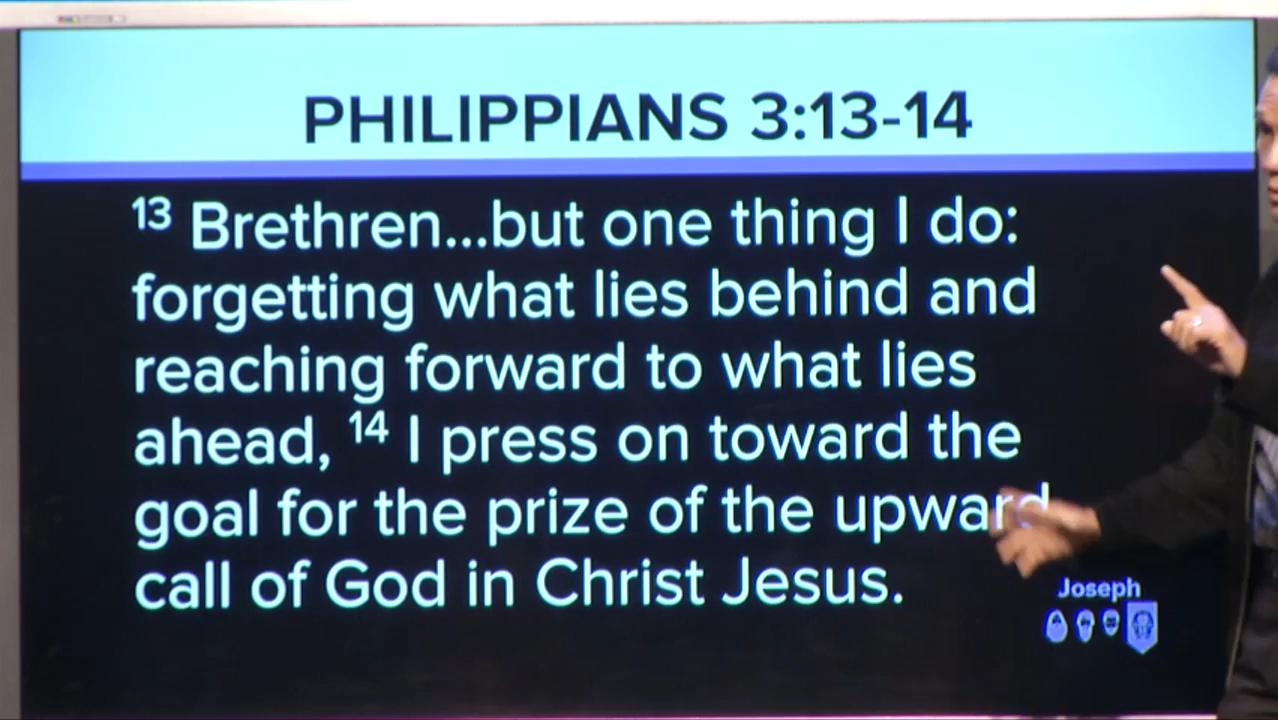 PHILIPPIANS 3:13-14
13 Brethren...but one thing I do:
forgetting what lies behind and
reaching forward to what lies
ahead, 14 I press on toward the
goal for the prize of the upward
call of God in Christ Jesus.
Joseph